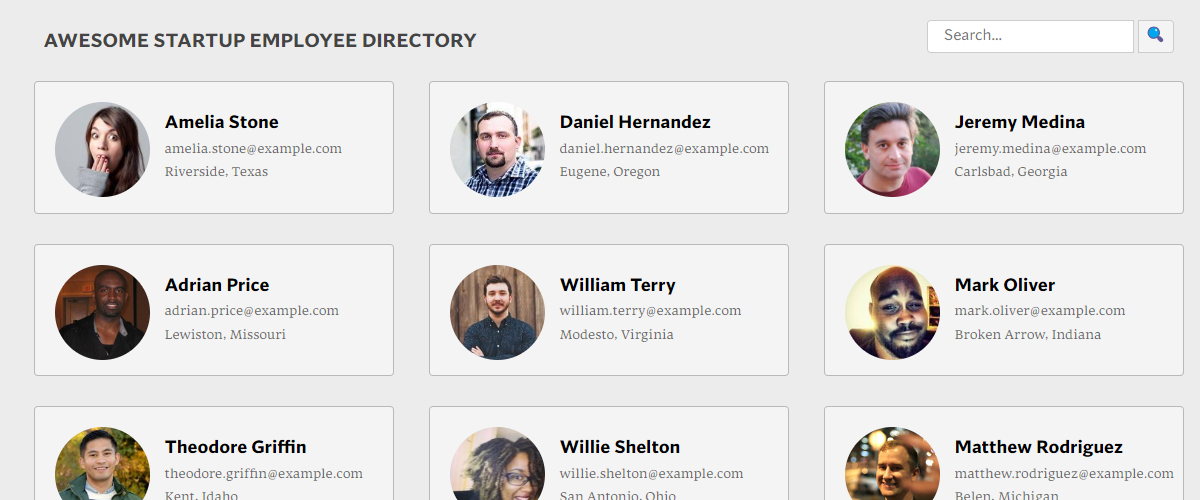 AWESOME STARTUP EMPLOYEE DIRECTORY
Search...
Amelia Stone
amelia.stone@example.com
Riverside, Texas
Daniel Hernandez
daniel.hernandez@example.com
Eugene, Oregon
Jeremy Medina
jeremy.medina@example.com
Carlsbad, Georgia
Adrian Price
adrian.price@example.com
Lewiston, Missouri
William Terry
william.terry@example.com
Modesto, Virginia
Mark Oliver
mark.oliver@example.com
Broken Arrow, Indiana
Theodore Griffin
theodore.griffin@example.com
Kent, Idaho
Willie Shelton
willie.shelton@example.com
San Antonio, Ohio
Matthew Rodriguez
matthew.rodriguez@example.com
Belen, Michigan